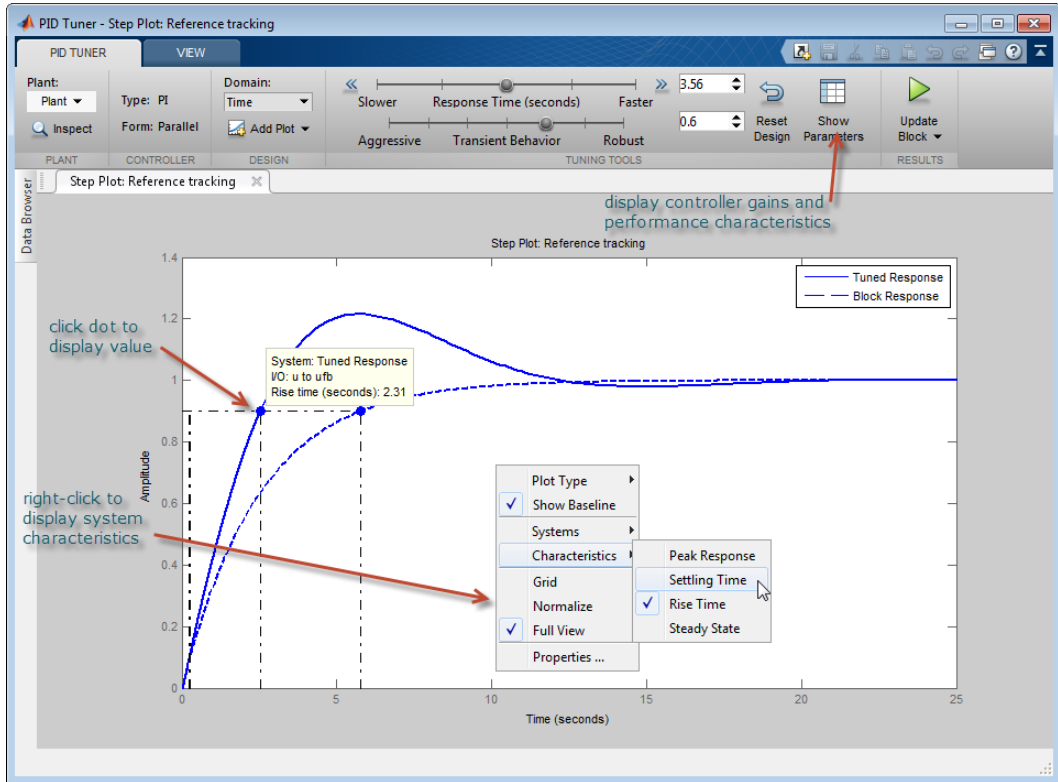 PID Tuner - Step Plot: Reference tracking
PID TUNER
VIEW
Plant:
Plant
Inspect
PLANT
Type: PI
Form: Parallel
CONTROLLER
Domain:
Time
Add Plot
DESIGN
Slower
Response Time (seconds)
Faster
3.56
Aggressive
Transient Behavior
Robust
0.6
Reset
Design
Show
Parameters
TUNING TOOLS
Update
Block
RESULTS
Data Browser
Step Plot: Reference tracking
display controller gains and
performance characteristics
Step Plot: Reference tracking
Tuned Response
Block Response
click dot to
display value
System: Tuned Response
I/O: u to ufb
Rise time (seconds): 2.31
right-click to
display system
characteristics
Amplitude
1.4
1.2
1
0.8
0.6
0.4
0.2
0
0
5
10
15
20
25
Time (seconds)
Plot Type
Show Baseline
Systems
Characteristics
Grid
Normalize
Full View
Properties ...
Peak Response
Settling Time
Rise Time
Steady State